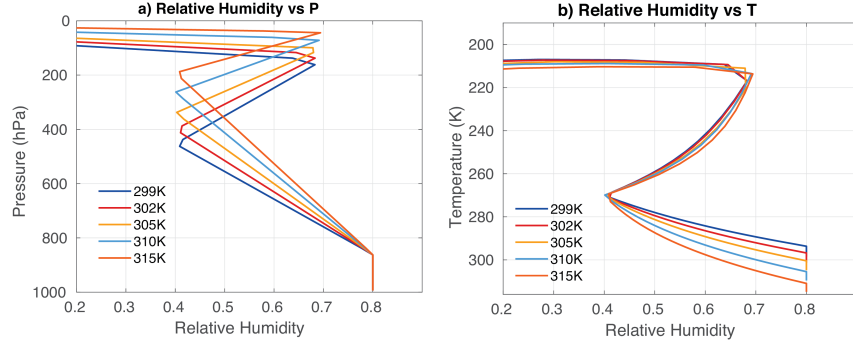 a) Relative Humidity vs P
0
200
400
600
800
1000
Pressure (hPa)
299K
302K
305K
310K
315K
0.2 0.3 0.4 0.5 0.6 0.7 0.8
Relative Humidity
b) Relative Humidity vs T
200
220
240
260
280
300
Temperature (K)
299K
302K
305K
310K
315K
0.2 0.3 0.4 0.5 0.6 0.7 0.8
Relative Humidity